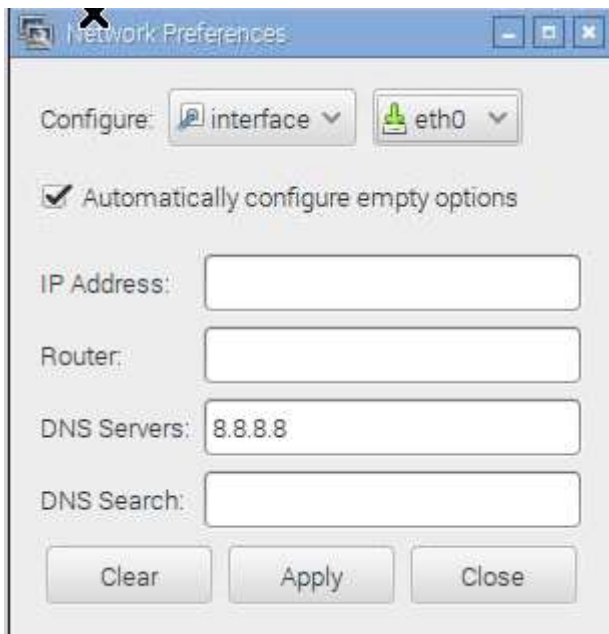 Network Preferences
Configure: interface eth0
Automatically configure empty options
IP Address:
Router:
DNS Servers: 8.8.8.8
DNS Search:
Clear Apply Close